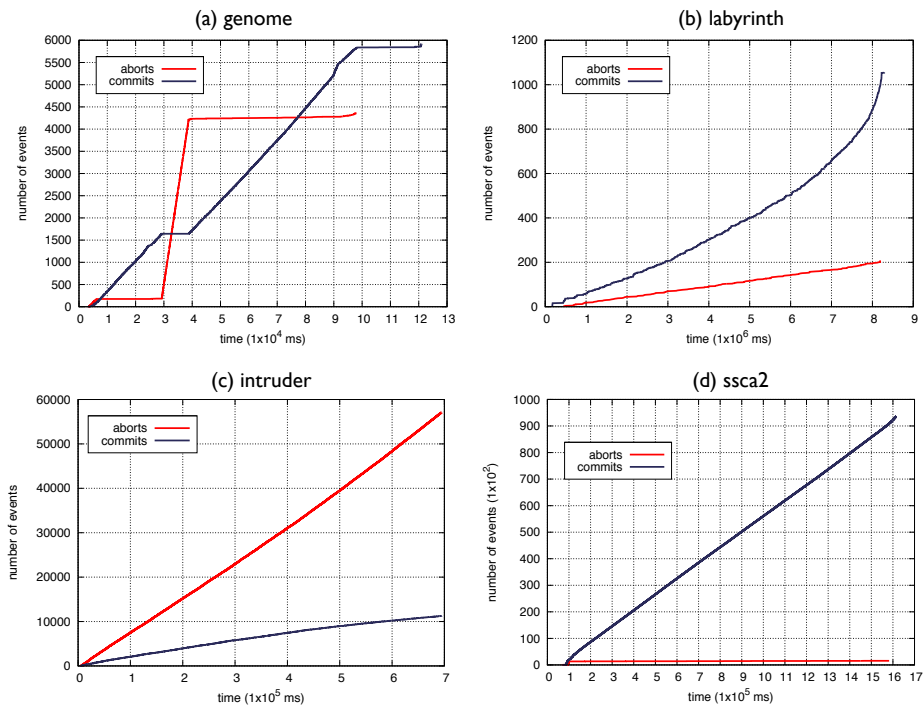 (a) genome
6000
5500
5000
4500
4000
3500
3000
2500
2000
1500
1000
500
0
number of events
aborts
commits
0 1 2 3 4 5 6 7 8 9 10 11 12 13
time (1x10^4 ms)
(b) labyrinth
1200
1000
800
600
400
200
0
number of events
aborts
commits
0 1 2 3 4 5 6 7 8 9
time (1x10^6 ms)
(c) intruder
60000
50000
40000
30000
20000
10000
0
number of events
aborts
commits
0 1 2 3 4 5 6 7
time (1x10^5 ms)
(d) ssca2
1000
900
800
700
600
500
400
300
200
100
0
number of events (1x10^2)
aborts
commits
0 1 2 3 4 5 6 7 8 9 10 11 12 13 14 15 16 17
time (1x10^5 ms)